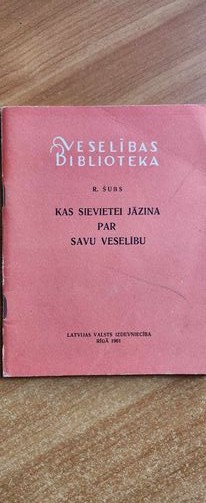 VESELĪBAS
BIBLIOTEKA
R. ŠUBS
KAS SIEVIETEI JĀZINA
PAR
SAVU VESELĪBU
LATVIJAS VALSTS IZDEVNIECĪBA
RĪGĀ 1961